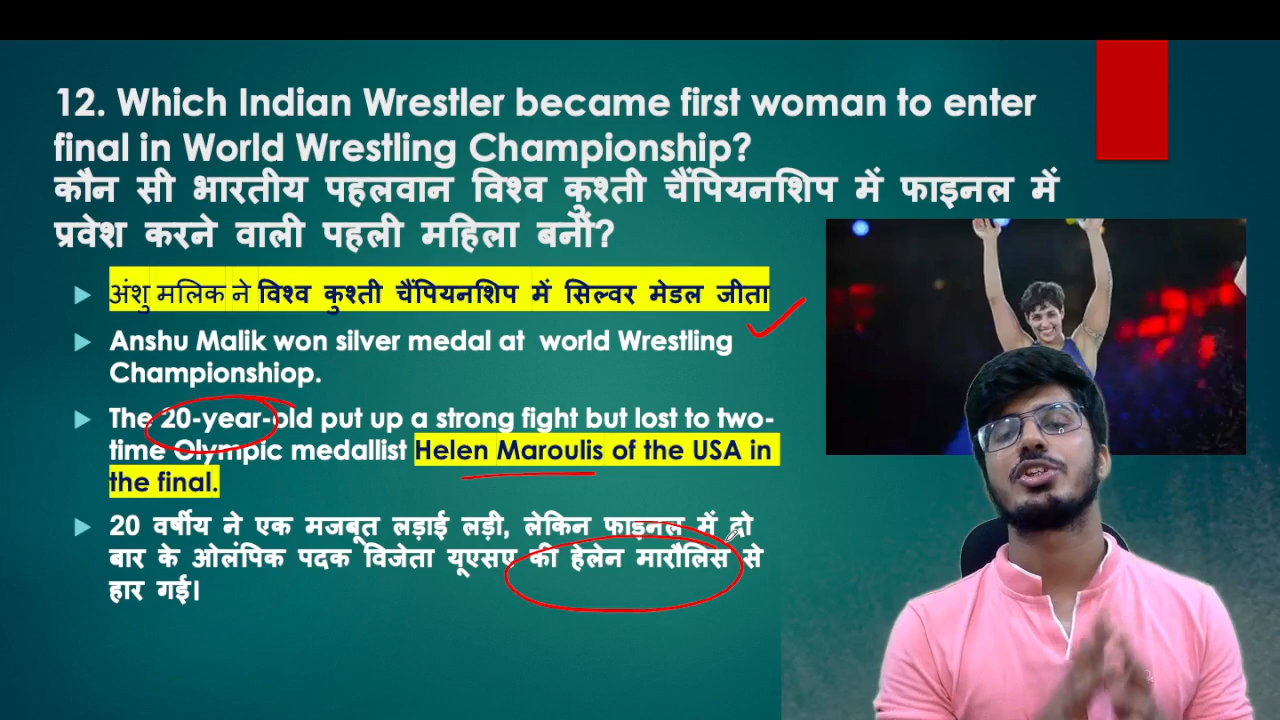 12. Which Indian Wrestler became first woman to enter
final in World Wrestling Championship?
कौन सी भारतीय पहलवान विश्व कुश्ती चैंपियनशिप में फाइनल में
प्रवेश करने वाली पहली महिला बनीं?
अंशु मलिक ने विश्व कुश्ती चैंपियनशिप में सिल्वर मेडल जीता
Anshu Malik won silver medal at world Wrestling
Championshiop.
The 20-year-old put up a strong fight but lost to two-
time Olympic medallist Helen Maroulis of the USA in
the final.
20 वर्षीय ने एक मजबूत लड़ाई लड़ी, लेकिन फाइनल में दो
बार के ओलंपिक पदक विजेता यूएसए की हेलेन मारौलिस से
हार गई।